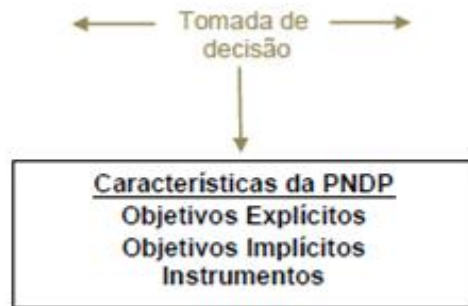 Tomada de
decisão
Características da PNDP
Objetivos Explícitos
Objetivos Implícitos
Instrumentos